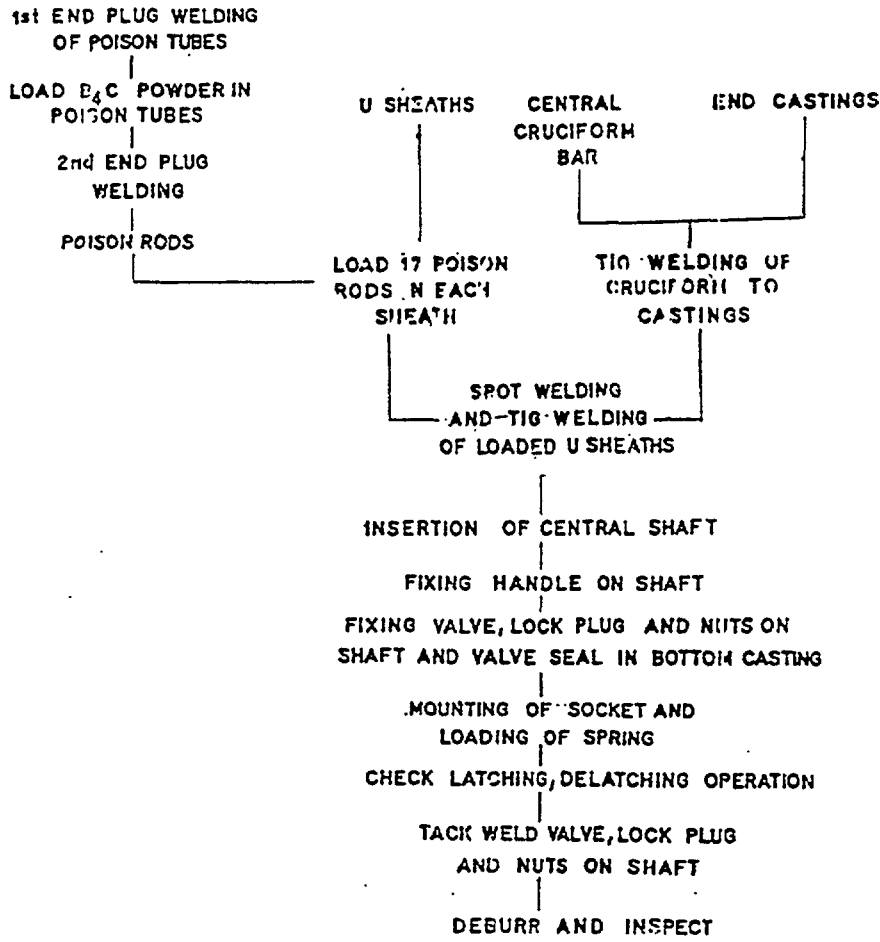 1st END PLUG WELDING
OF POISON TUBES
LOAD B₄C POWDER IN
POISON TUBES
2nd END PLUG
WELDING
POISON RODS
U SHEATHS
CENTRAL
CRUCIFORM
BAR
END CASTINGS
LOAD 17 POISON
RODS IN EACH
SHEATH
TIG WELDING OF
CRUCIFORM TO
CASTINGS
SPOT WELDING
AND TIG WELDING
OF LOADED U SHEATHS
INSERTION OF CENTRAL SHAFT
FIXING HANDLE ON SHAFT
FIXING VALVE, LOCK PLUG AND NUTS ON
SHAFT AND VALVE SEAL IN BOTTOM CASTING
MOUNTING OF SOCKET AND
LOADING OF SPRING
CHECK LATCHING, DELATCHING OPERATION
TACK WELD VALVE, LOCK PLUG
AND NUTS ON SHAFT
DEBURR AND INSPECT